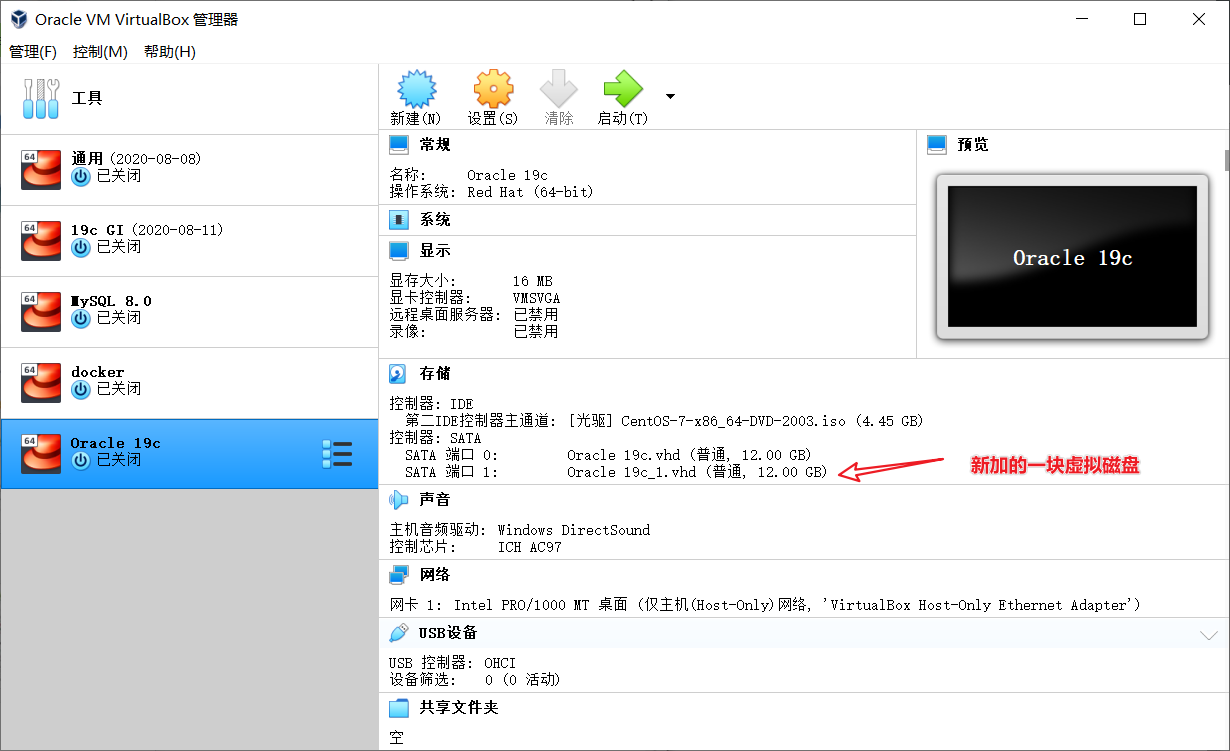 Oracle VM VirtualBox 管理器
管理(F) 控制(M) 帮助(H)
工具
64 通用 (2020-08-08)
已关闭
64 19c GI (2020-08-11)
已关闭
64 MySQL 8.0
已关闭
64 docker
已关闭
64 Oracle 19c
已关闭
新建(N) 设置(S) 清除 启动(T)
常规
名称: Oracle 19c
操作系统: Red Hat (64-bit)
系统
显示
显存大小: 16 MB
显卡控制器: VMSVGA
远程桌面服务器: 已禁用
录像: 已禁用
预览
Oracle 19c
存储
控制器: IDE
第二IDE控制器主通道: [光驱] CentOS-7-x86_64-DVD-2003.iso (4.45 GB)
控制器: SATA
SATA 端口 0: Oracle 19c.vhd (普通, 12.00 GB)
SATA 端口 1: Oracle 19c_1.vhd (普通, 12.00 GB)
新加的一块虚拟磁盘
声音
主机音频驱动: Windows DirectSound
控制芯片: ICH AC97
网络
网卡 1: Intel PRO/1000 MT 桌面 (仅主机(Host-Only)网络, 'VirtualBox Host-Only Ethernet Adapter')
USB设备
USB 控制器: OHCI
设备筛选: 0 (0 活动)
共享文件夹
空